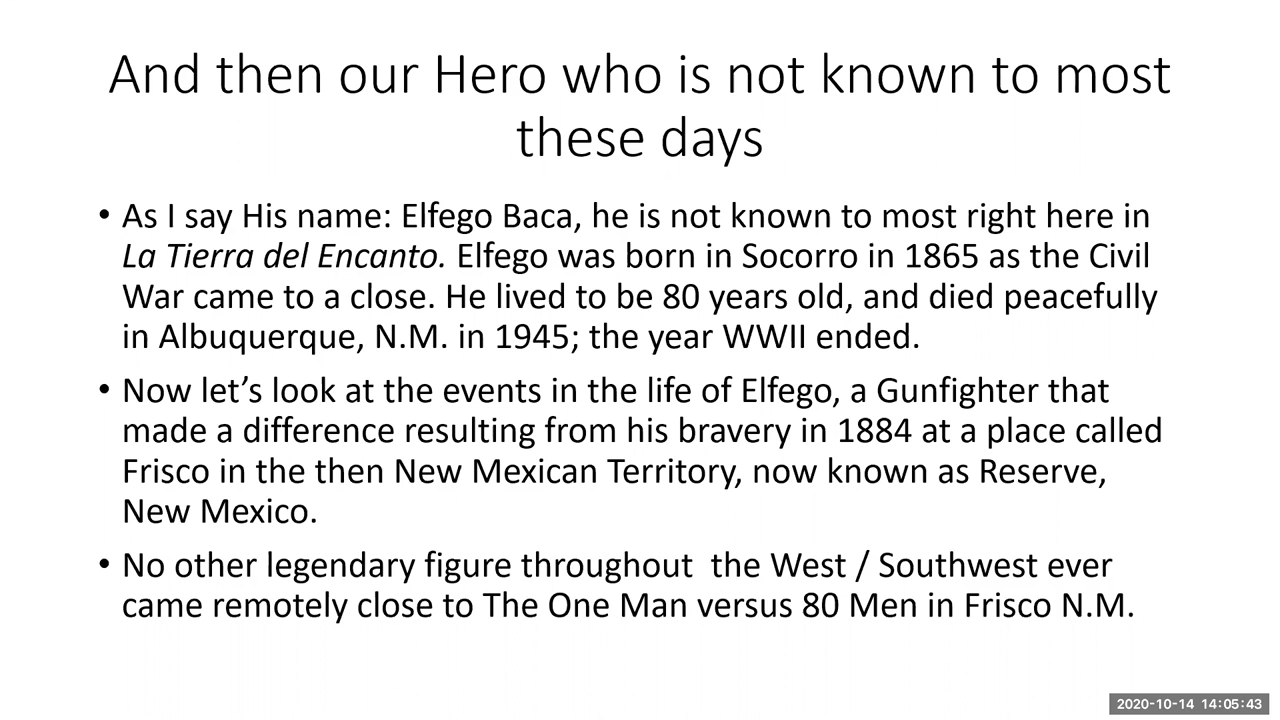 And then our Hero who is not known to most
these days
• As I say His name: Elfego Baca, he is not known to most right here in
La Tierra del Encanto. Elfego was born in Socorro in 1865 as the Civil
War came to a close. He lived to be 80 years old, and died peacefully
in Albuquerque, N.M. in 1945; the year WWII ended.
• Now let’s look at the events in the life of Elfego, a Gunfighter that
made a difference resulting from his bravery in 1884 at a place called
Frisco in the then New Mexican Territory, now known as Reserve,
New Mexico.
• No other legendary figure throughout  the West / Southwest ever
came remotely close to The One Man versus 80 Men in Frisco N.M.
2020-10-14 14:05:43